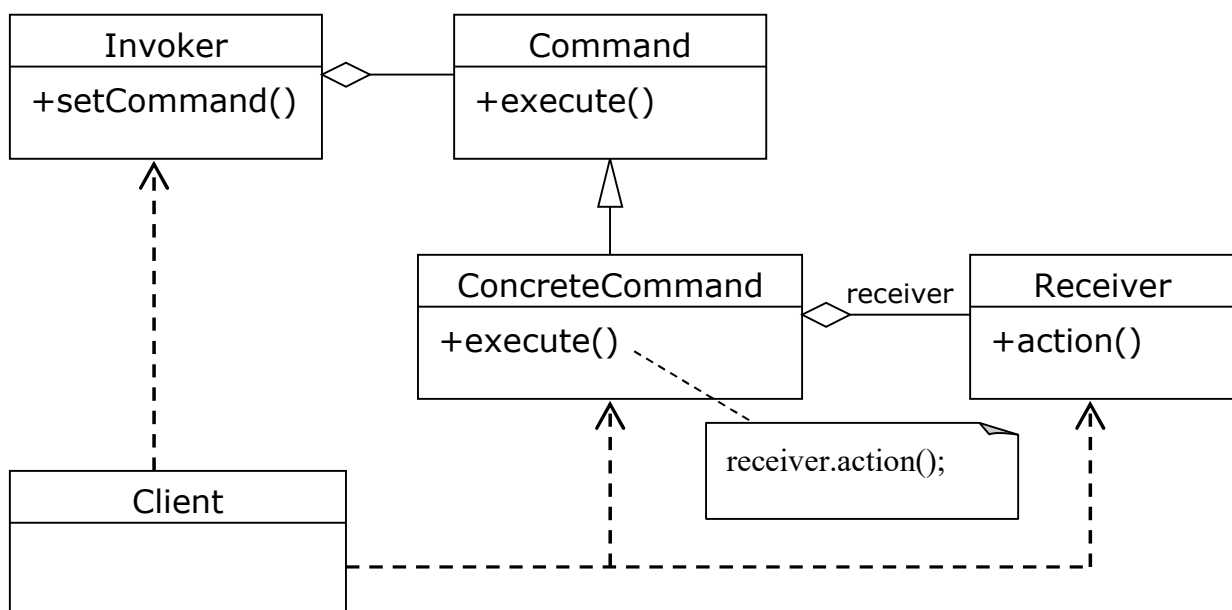 Invoker
+setCommand()
Command
+execute()
ConcreteCommand
+execute()
receiver
Receiver
+action()
receiver.action();
Client